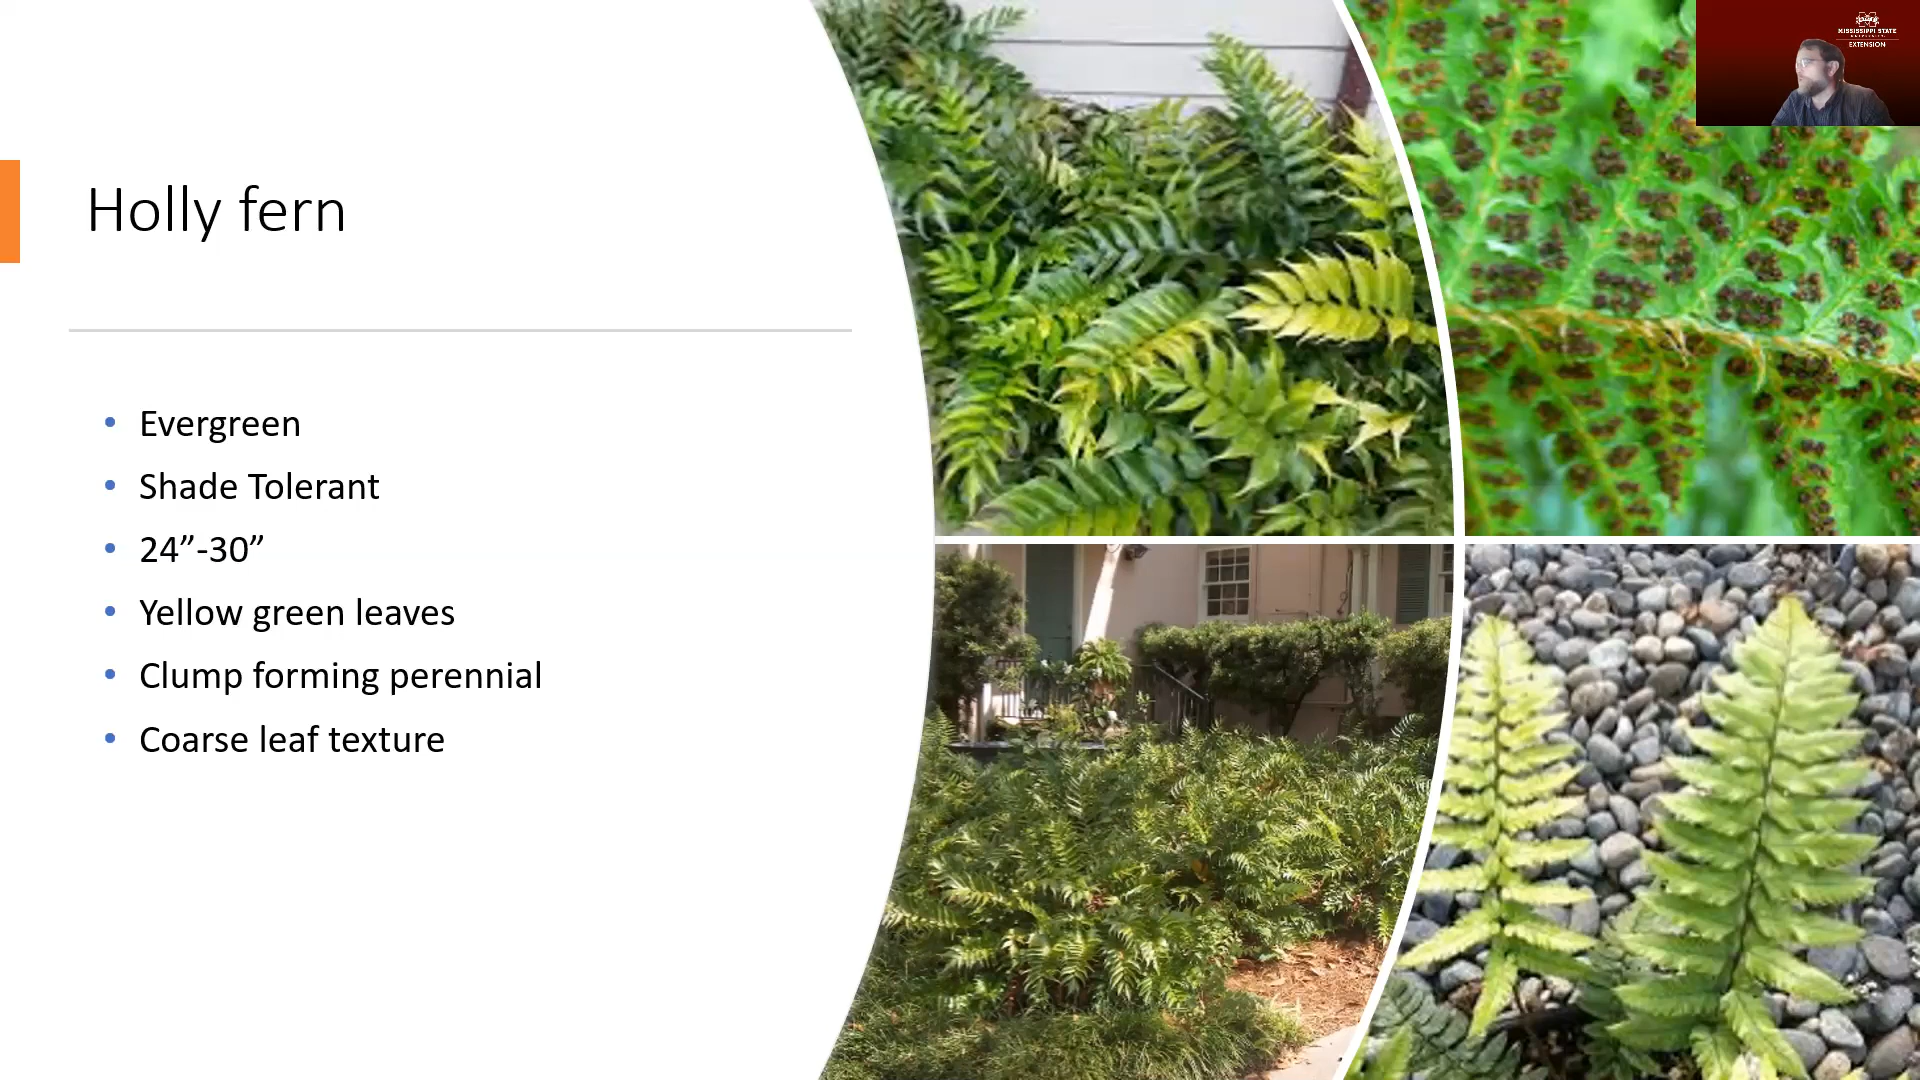 MISSISSIPPI STATE
UNIVERSITY
EXTENSION
Holly fern
Evergreen
Shade Tolerant
24”-30”
Yellow green leaves
Clump forming perennial
Coarse leaf texture